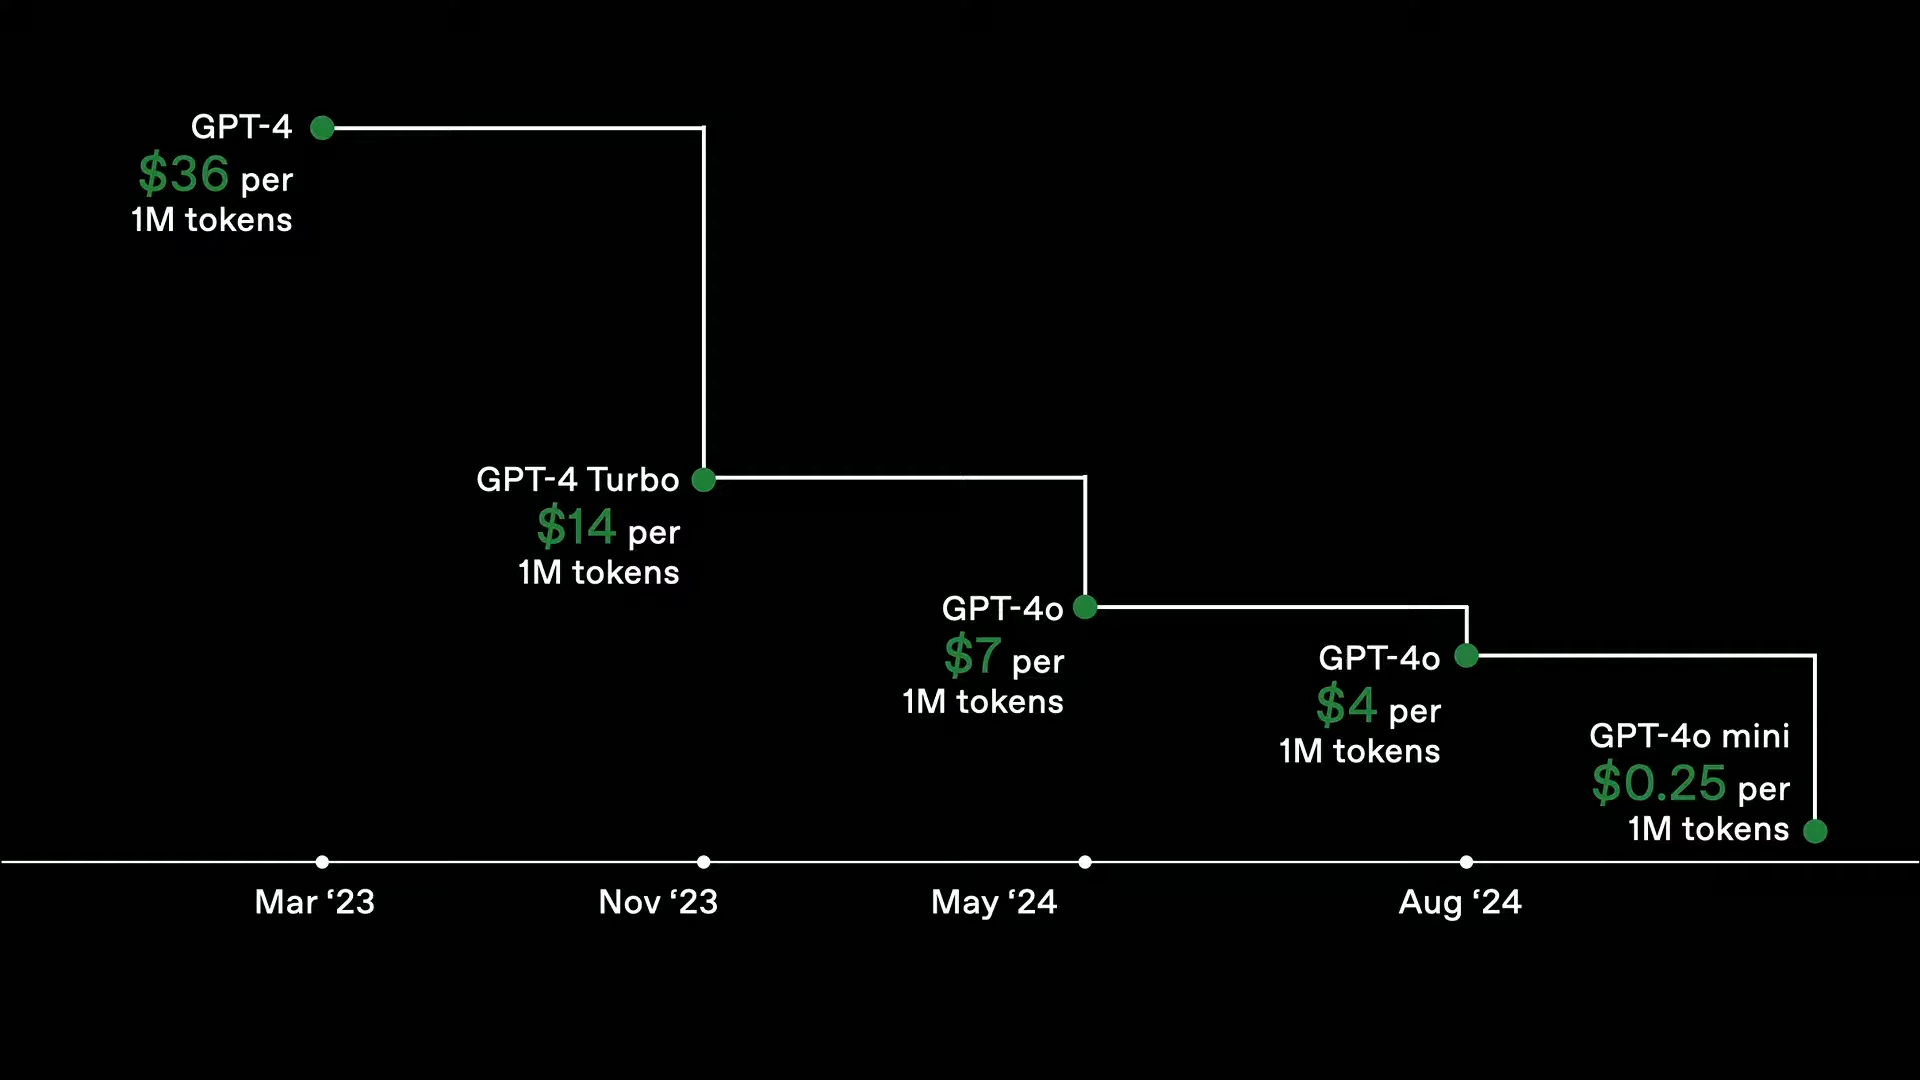 GPT-4
$36 per
1M tokens
GPT-4 Turbo
$14 per
1M tokens
GPT-4o
$7 per
1M tokens
GPT-4o
$4 per
1M tokens
GPT-4o mini
$0.25 per
1M tokens
Mar ‘23
Nov ‘23
May ‘24
Aug ‘24